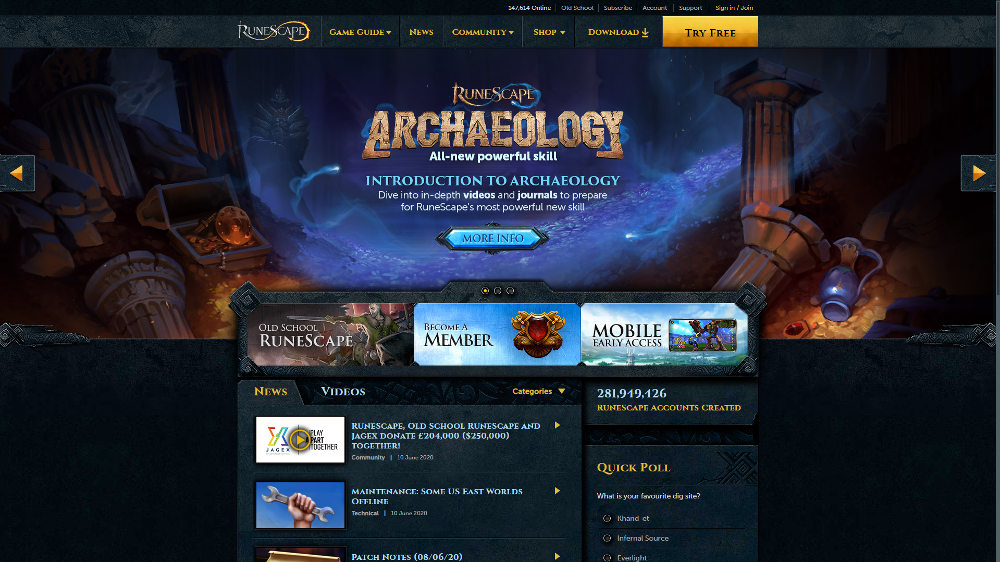 147,614 Online
Old School
Subscribe
Account
Support
Sign in / Join
RuneScape
Game Guide
News
Community
Shop
Download
Try Free
RuneScape
ARCHAEOLOGY
All-new powerful skill
INTRODUCTION TO ARCHAEOLOGY
Dive into in-depth videos and journals to prepare
for RuneScape's most powerful new skill
MORE INFO
Old School
RuneScape
Become a
Member
MOBILE
EARLY ACCESS
News
Videos
Categories
281,949,426
RuneScape Accounts Created
JAGEX
CHARITABLE GIVING
PLAY
APART
TOGETHER
RuneScape, Old School RuneScape and
Jagex donate £204,000 ($250,000)
together!
Community | 10 June 2020
Maintenance: Some US East Worlds
Offline
Technical | 10 June 2020
Patch Notes (08/06/20)
Quick Poll
What is your favourite dig site?
Kharid-et
Infernal Source
Everlight